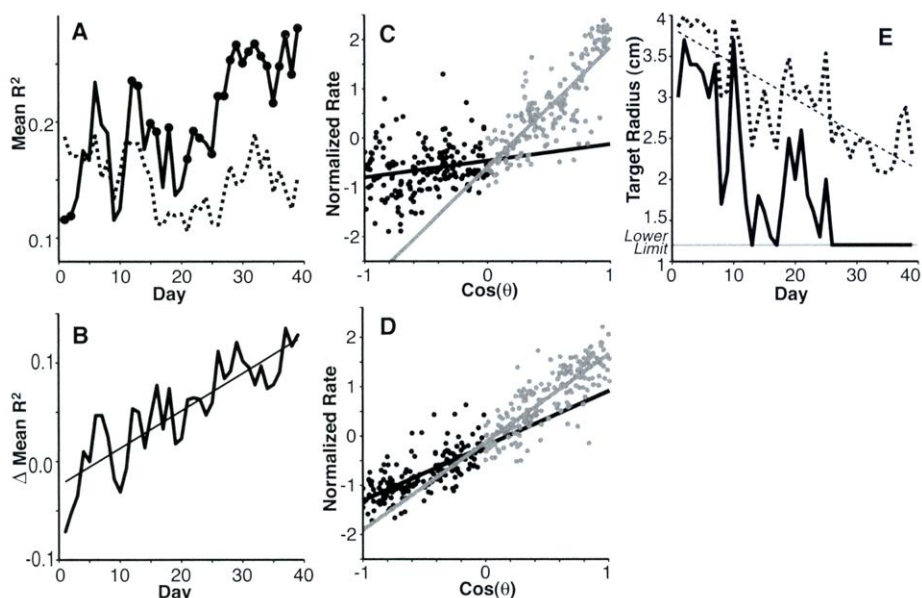 A
Mean R²
0.2
0.1
0 10 20 30 40
Day
B
Δ Mean R²
0.1
0.0
-0.1
0 10 20 30 40
Day
C
Normalized Rate
2
1
0
-1
-2
-1 0 1
Cos(θ)
D
Normalized Rate
2
1
0
-1
-2
-1 0 1
Cos(θ)
E
Target Radius (cm)
4
3.5
3
2.5
2
1.5
Lower
Limit
1
0 10 20 30 40
Day